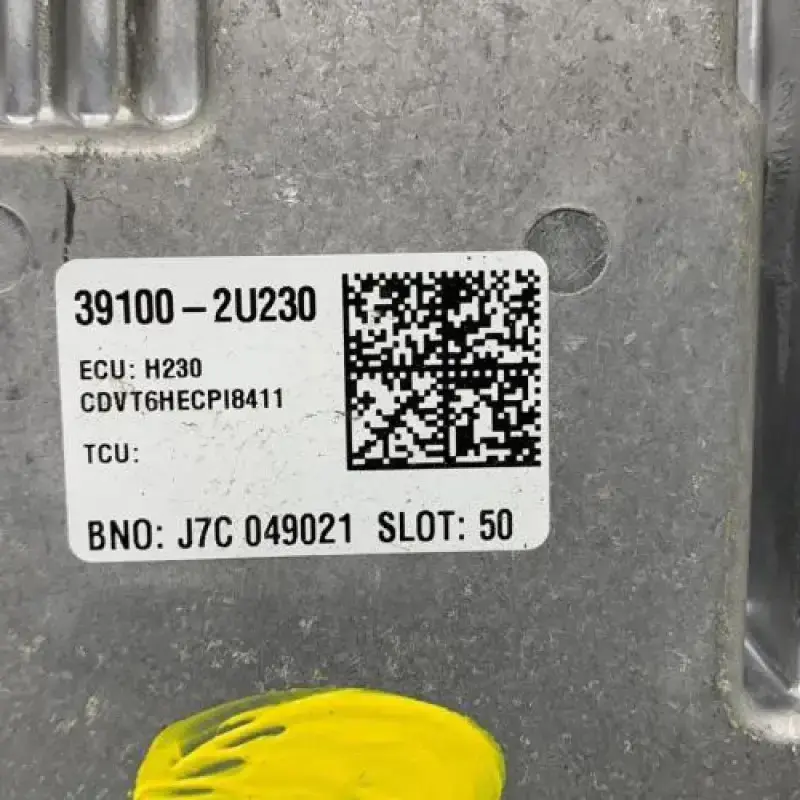 39100-2U230
ECU: H230
CDVT6HECPI8411
TCU:
BNO: J7C 049021 SLOT: 50